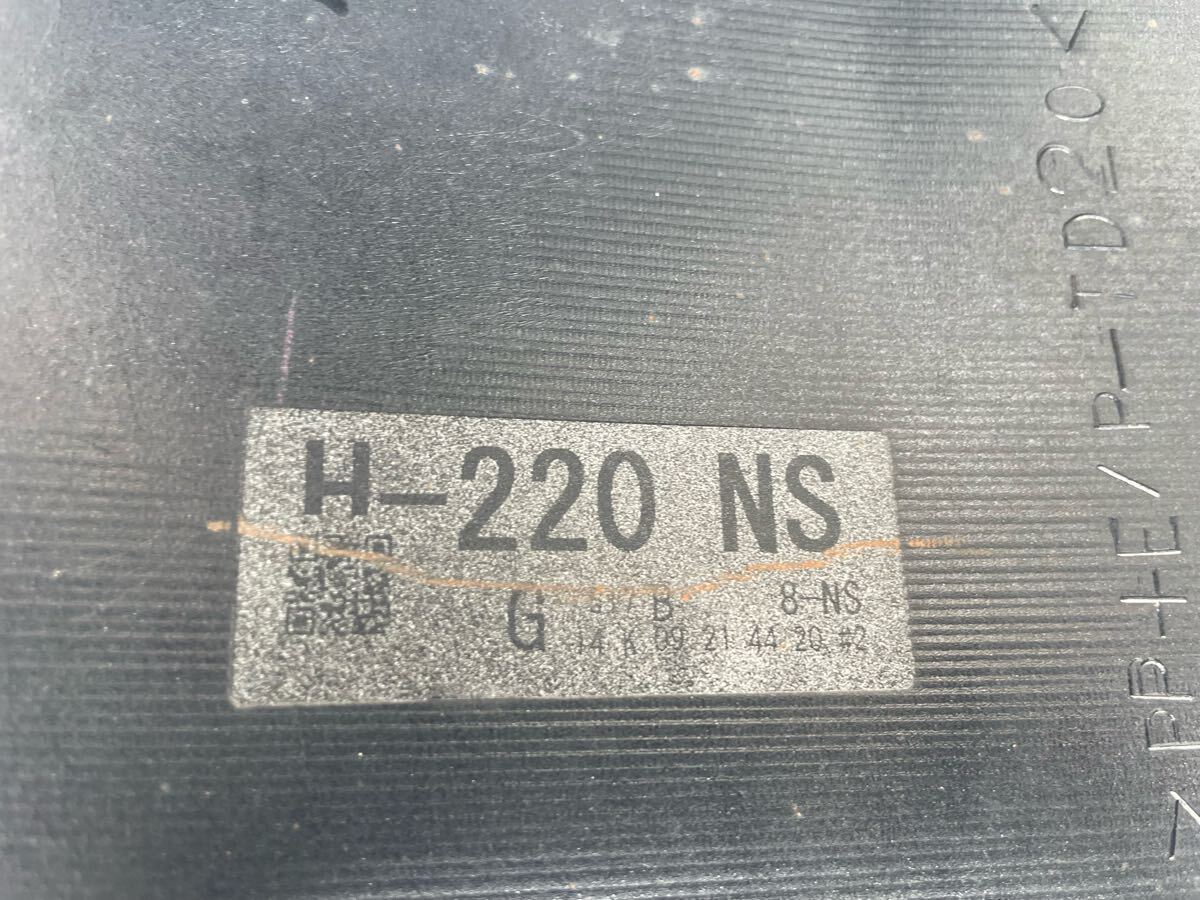 H-220 NS
G B 8-NS
14 K 09 21 44 20 #2
>PP+E/P-TD20<